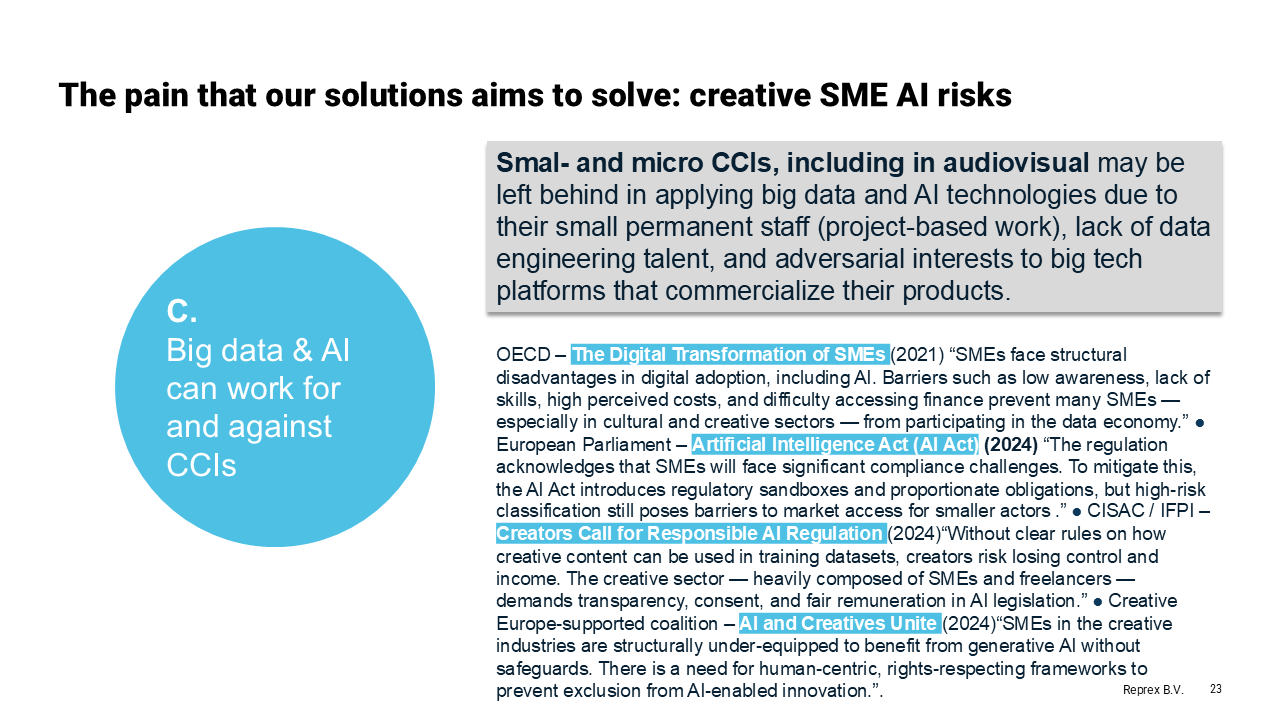 The pain that our solutions aims to solve: creative SME AI risks
C.
Big data & AI
can work for
and against
CCIs
Smal- and micro CCIs, including in audiovisual may be
left behind in applying big data and AI technologies due to
their small permanent staff (project-based work), lack of data
engineering talent, and adversarial interests to big tech
platforms that commercialize their products.
OECD – The Digital Transformation of SMEs (2021) “SMEs face structural
disadvantages in digital adoption, including AI. Barriers such as low awareness, lack of
skills, high perceived costs, and difficulty accessing finance prevent many SMEs —
especially in cultural and creative sectors — from participating in the data economy.” ●
European Parliament – Artificial Intelligence Act (AI Act) (2024) “The regulation
acknowledges that SMEs will face significant compliance challenges. To mitigate this,
the AI Act introduces regulatory sandboxes and proportionate obligations, but high-risk
classification still poses barriers to market access for smaller actors .” ● CISAC / IFPI –
Creators Call for Responsible AI Regulation (2024)“Without clear rules on how
creative content can be used in training datasets, creators risk losing control and
income. The creative sector — heavily composed of SMEs and freelancers —
demands transparency, consent, and fair remuneration in AI legislation.” ● Creative
Europe-supported coalition – AI and Creatives Unite (2024)“SMEs in the creative
industries are structurally under-equipped to benefit from generative AI without
safeguards. There is a need for human-centric, rights-respecting frameworks to
prevent exclusion from AI-enabled innovation.”.
Reprex B.V. 23